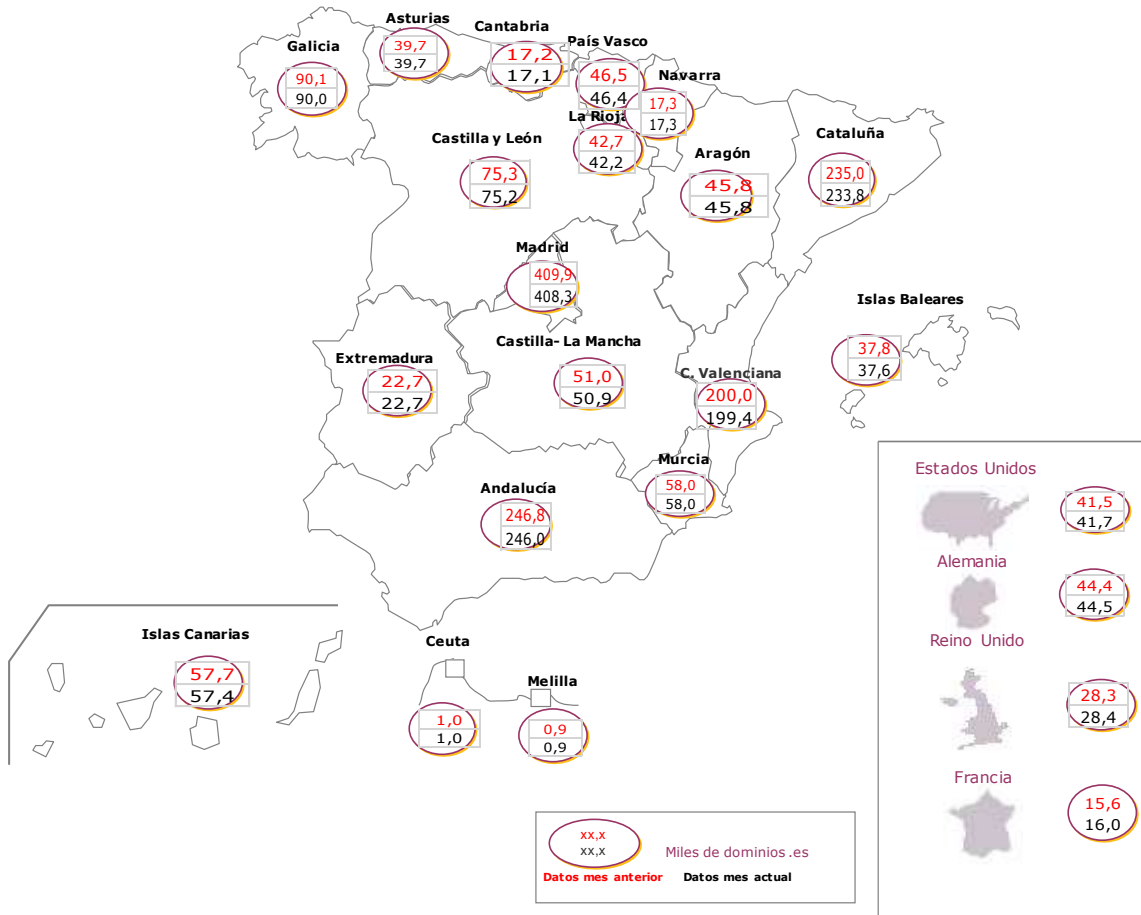 Asturias
39,7
39,7
Cantabria
17,2
17,1
Galicia
90,1
90,0
País Vasco
46,5
46,4
Navarra
17,3
17,3
La Rioja
42,7
42,2
Castilla y León
75,3
75,2
Aragón
45,8
45,8
Cataluña
235,0
233,8
Madrid
409,9
408,3
Islas Baleares
37,8
37,6
Castilla- La Mancha
51,0
50,9
Extremadura
22,7
22,7
C. Valenciana
200,0
199,4
Murcia
58,0
58,0
Andalucía
246,8
246,0
Islas Canarias
57,7
57,4
Ceuta
1,0
1,0
Melilla
0,9
0,9
Estados Unidos
41,5
41,7
Alemania
44,4
44,5
Reino Unido
28,3
28,4
Francia
15,6
16,0
xx,x
xx,x
Miles de dominios .es
Datos mes anterior Datos mes actual